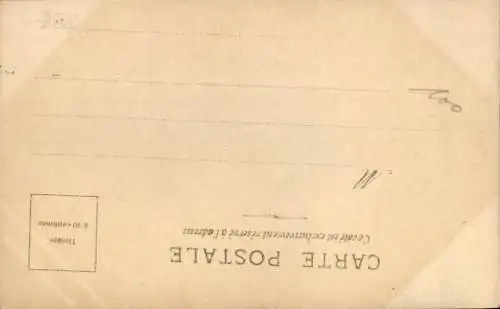 CARTE POSTALE
Ce côté est exclusivement réservé à l'adresse
Timbre
à 10 centimes
M